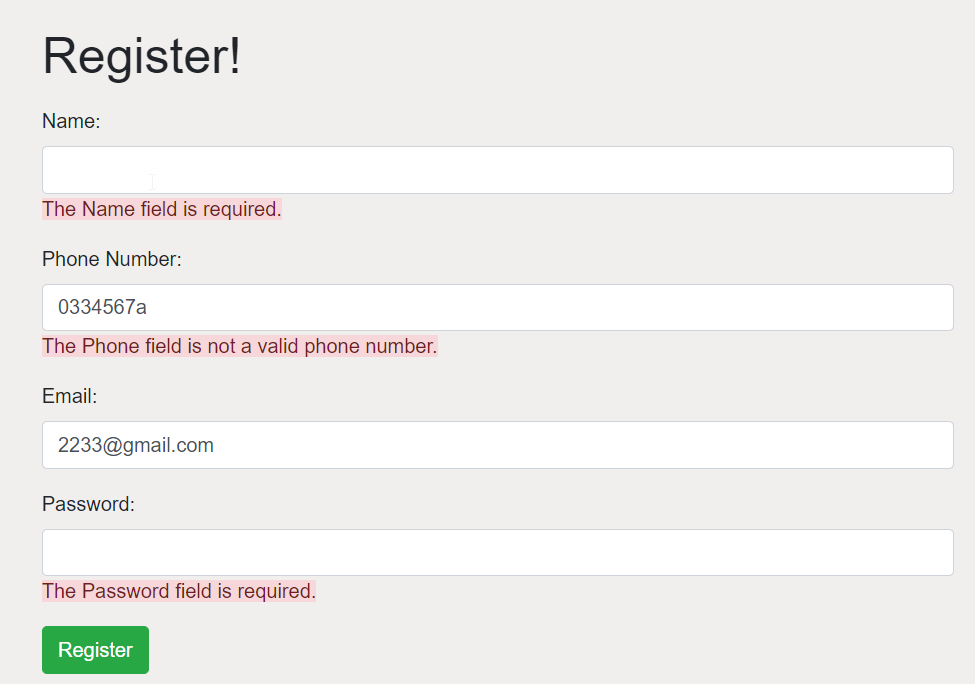 Register!
Name:
The Name field is required.
Phone Number:
0334567a
The Phone field is not a valid phone number.
Email:
2233@gmail.com
Password:
The Password field is required.
Register